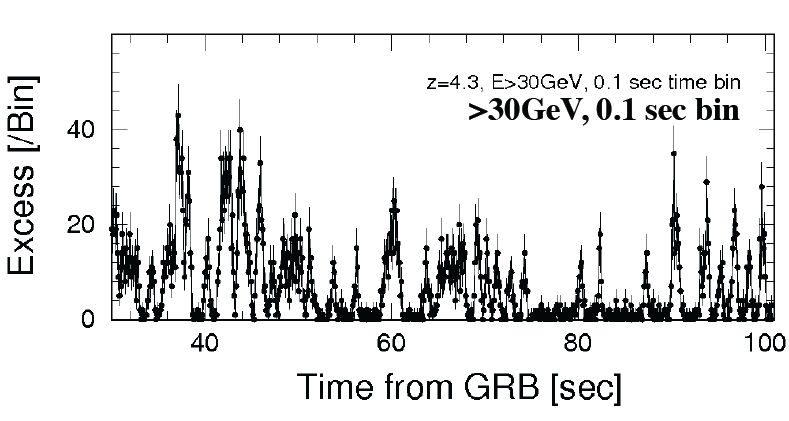 z=4.3, E>30GeV, 0.1 sec time bin
>30GeV, 0.1 sec bin
Excess [/Bin]
40
20
0
40 60 80 100
Time from GRB [sec]